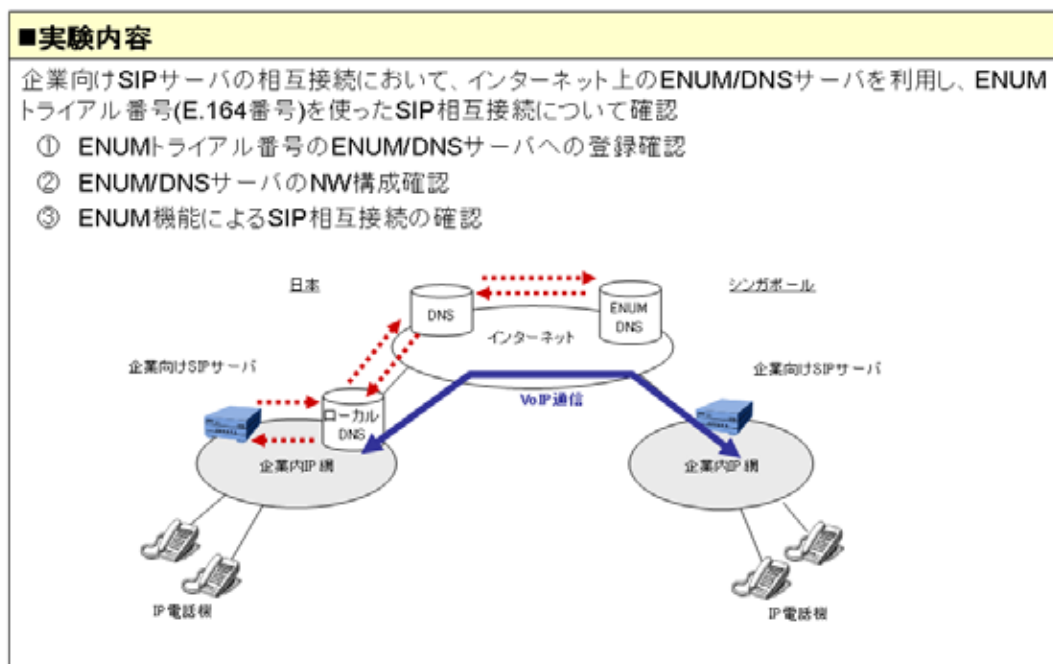 ■実験内容
企業向けSIPサーバの相互接続において、インターネット上のENUM/DNSサーバを利用し、ENUM
トライアル番号(E.164番号)を使ったSIP相互接続について確認
① ENUMトライアル番号のENUM/DNSサーバへの登録確認
② ENUM/DNSサーバのNW構成確認
③ ENUM機能によるSIP相互接続の確認
日本
シンガポール
DNS
ENUM
DNS
インターネット
企業向けSIPサーバ
企業向けSIPサーバ
VoIP通信
ローカル
DNS
企業内IP網
企業内IP網
IP電話機
IP電話機